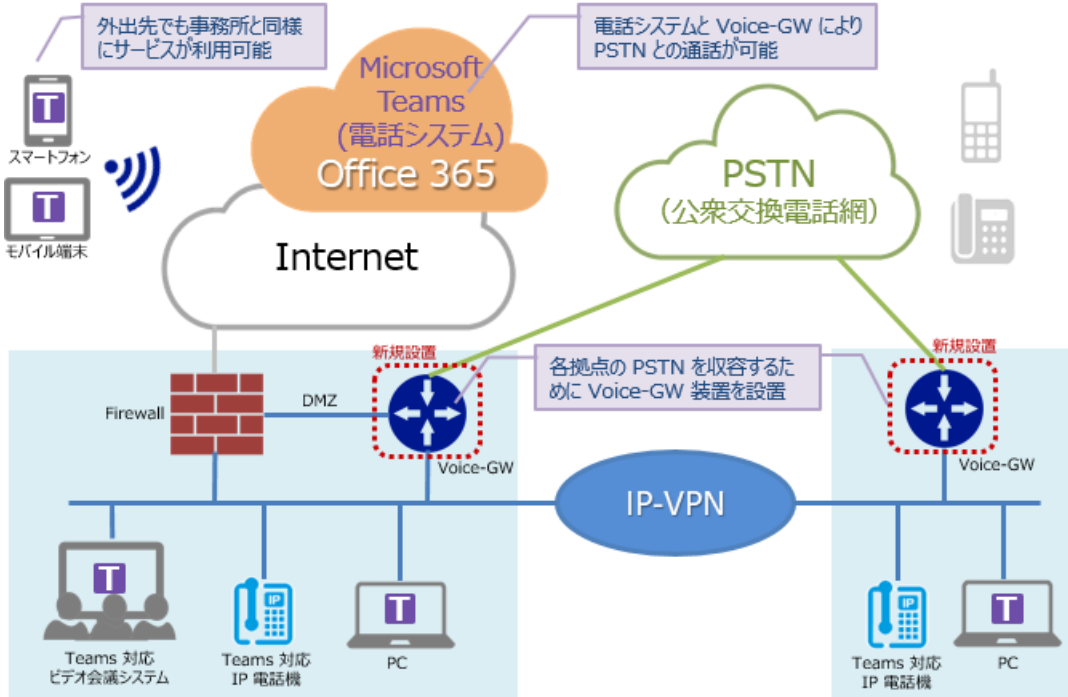 外出先でも事務所と同様
にサービスが利用可能
電話システムと Voice-GW により
PSTN との通話が可能
Microsoft
Teams
(電話システム)
Office 365
T
スマートフォン
T
モバイル端末
PSTN
(公衆交換電話網)
Internet
新規設置
各拠点の PSTN を収容するた
めに Voice-GW 装置を設置
新規設置
Firewall
DMZ
Voice-GW
Voice-GW
IP-VPN
T
Teams 対応
ビデオ会議システム
IP
Teams 対応
IP 電話機
T
PC
IP
Teams 対応
IP 電話機
T
PC